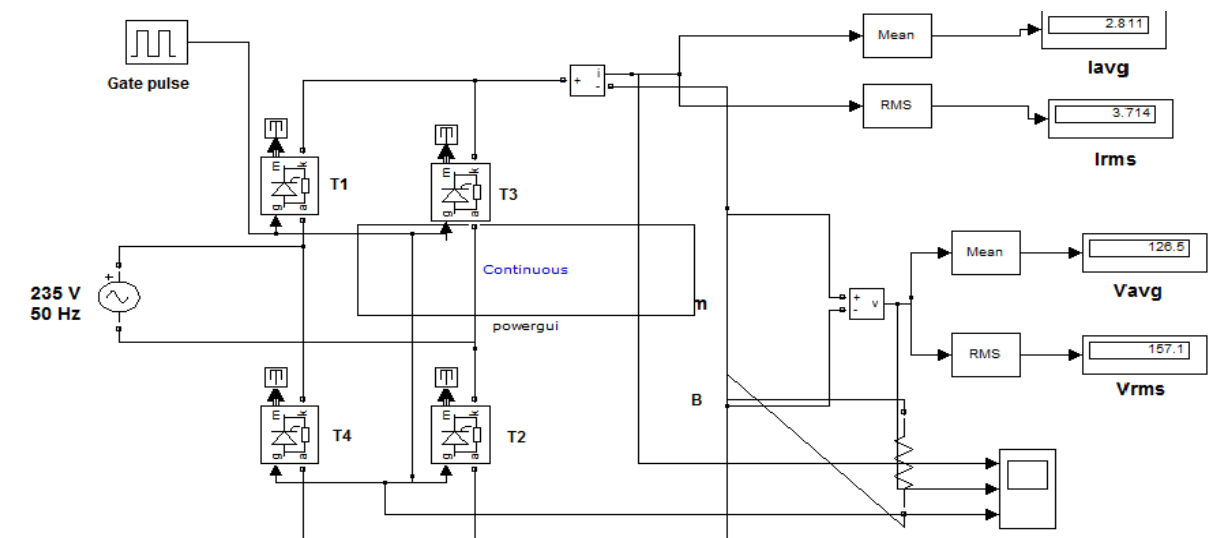 Gate pulse
Mean
2.811
Iavg
RMS
3.714
Irms
i
+
-
m
k
g
a
T1
m
k
g
a
T3
Continuous
m
powergui
+
235 V
50 Hz
Mean
126.5
Vavg
+
-
v
RMS
157.1
Vrms
m
k
g
a
T4
m
k
g
a
T2
B